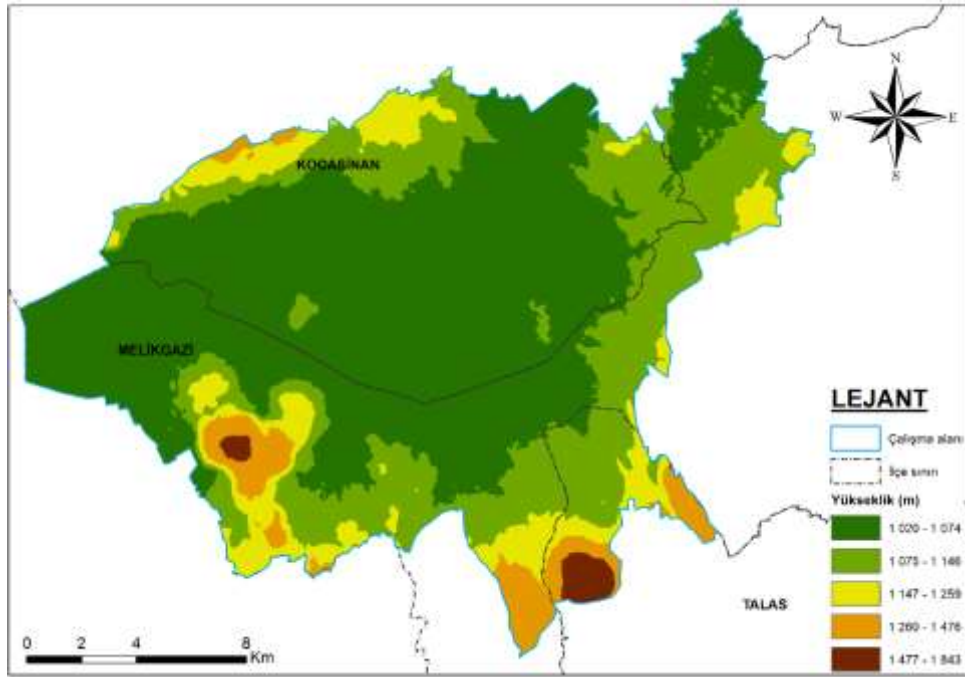 N
W E
S
KOCASİNAN
MELİKGAZİ
LEJANT
Çalışma alanı
İlçe sınırı
Yükseklik (m)
1 020 - 1 074
1 075 - 1 146
1 147 - 1 259
1 260 - 1 476
1 477 - 1 843
TALAS
0 2 4 8
Km